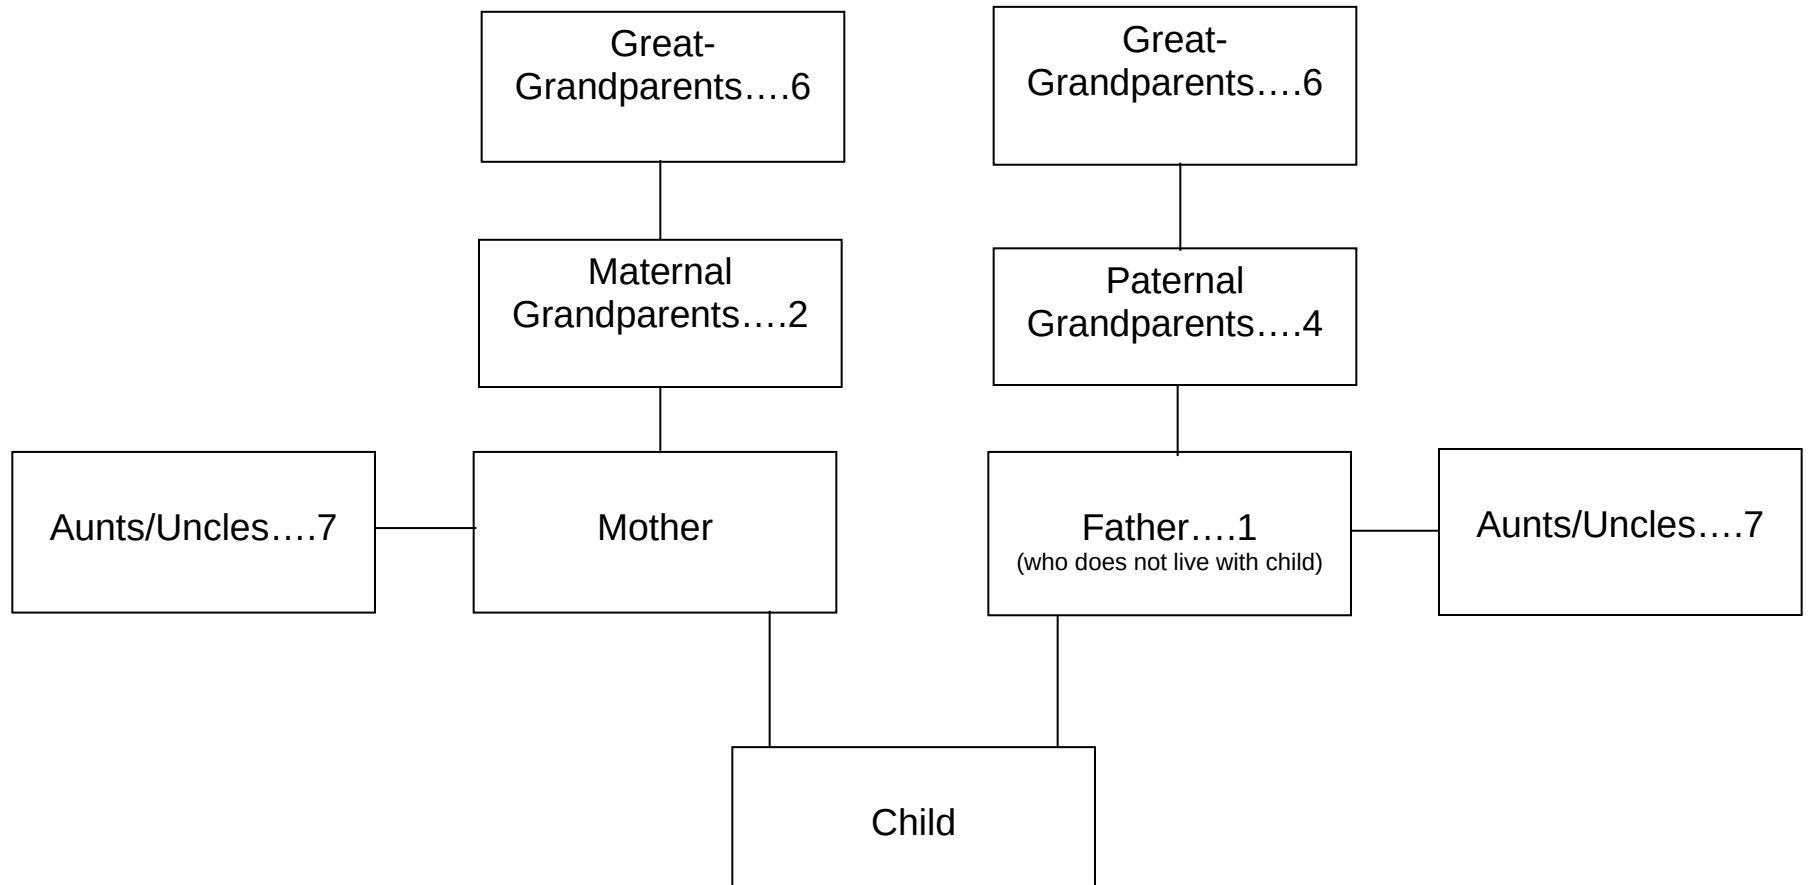 Great-
Grandparents….6
Great-
Grandparents….6
Maternal
Grandparents….2
Paternal
Grandparents….4
Aunts/Uncles….7
Mother
Father….1
(who does not live with child)
Aunts/Uncles….7
Child